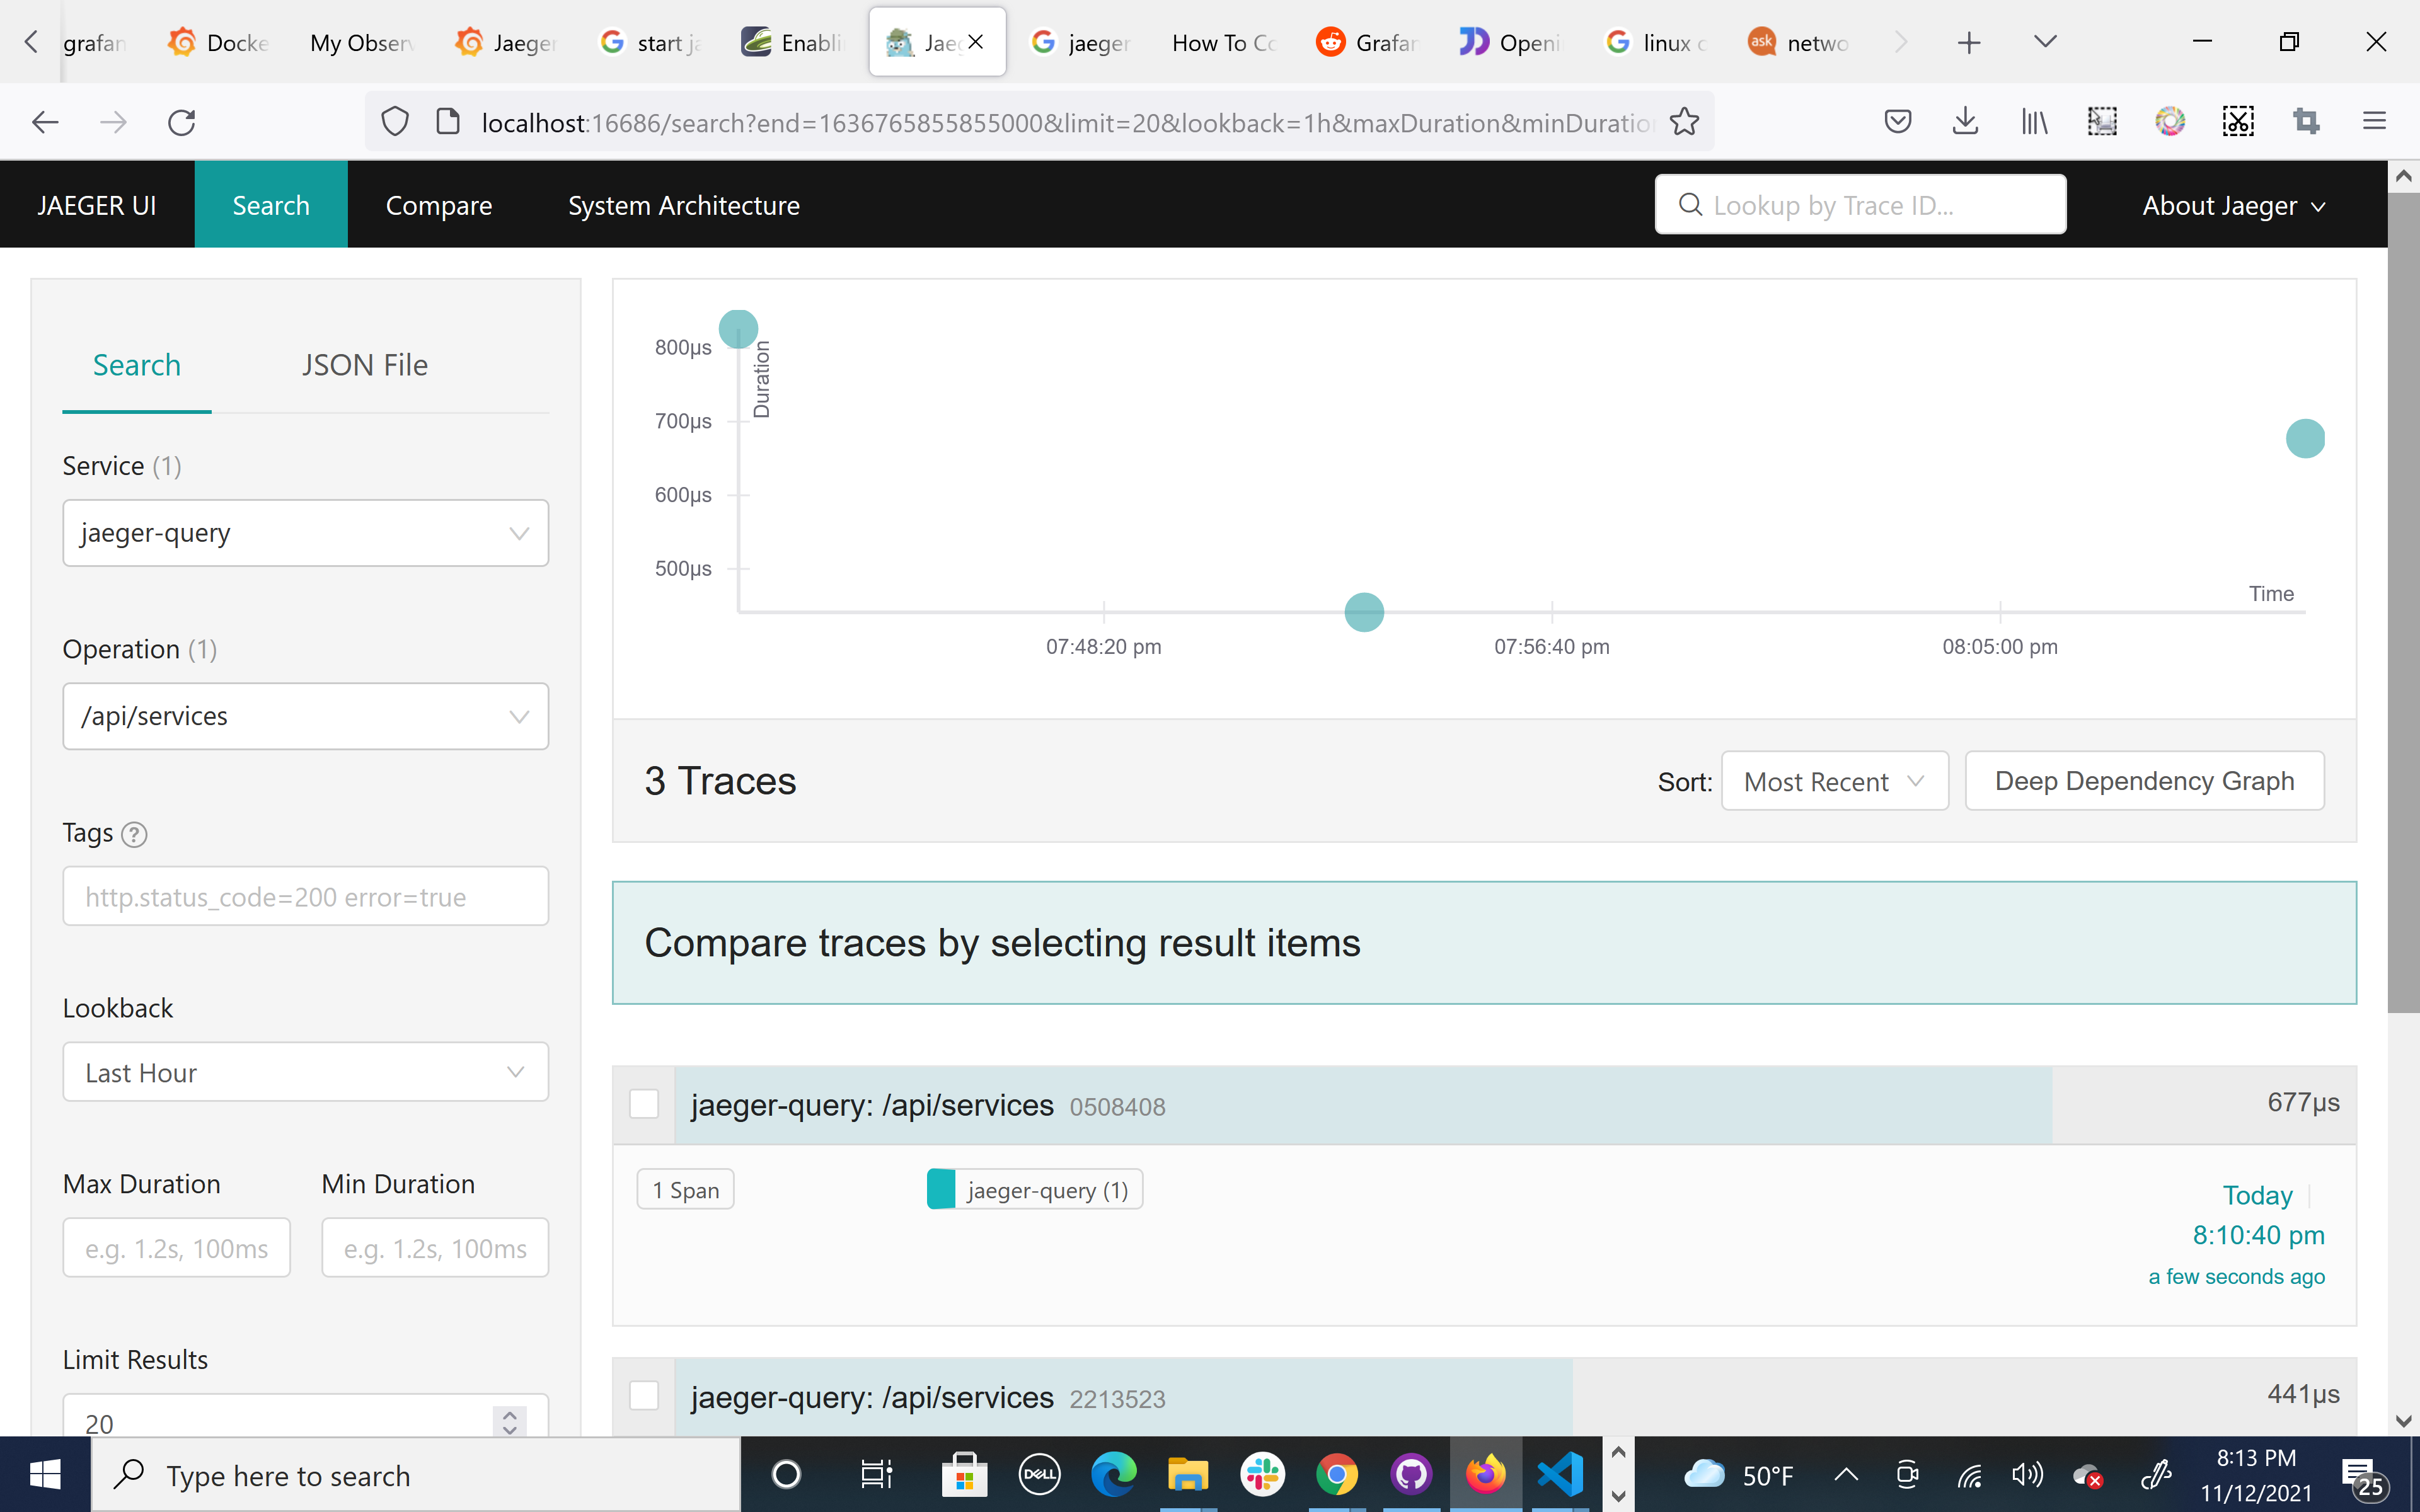 grafan
Docke
My Observ
Jaeger
start ja
Enabli
Jaeg
jaeger
How To Co
Grafan
Openi
linux c
ask
netwo
localhost:16686/search?end=1636765855855000&limit=20&lookback=1h&maxDuration&minDuratio
JAEGER UI
Search
Compare
System Architecture
Lookup by Trace ID...
About Jaeger
Search
JSON File
Service (1)
jaeger-query
Operation (1)
/api/services
Tags ?
http.status_code=200 error=true
Lookback
Last Hour
Max Duration
Min Duration
e.g. 1.2s, 100ms
e.g. 1.2s, 100ms
Limit Results
20
800μs
700μs
600μs
500μs
Duration
Time
07:48:20 pm
07:56:40 pm
08:05:00 pm
3 Traces
Sort:
Most Recent
Deep Dependency Graph
Compare traces by selecting result items
jaeger-query: /api/services 0508408
677μs
1 Span
jaeger-query (1)
Today
8:10:40 pm
a few seconds ago
jaeger-query: /api/services 2213523
441μs
Type here to search
DELL
50°F
8:13 PM
11/12/2021
25